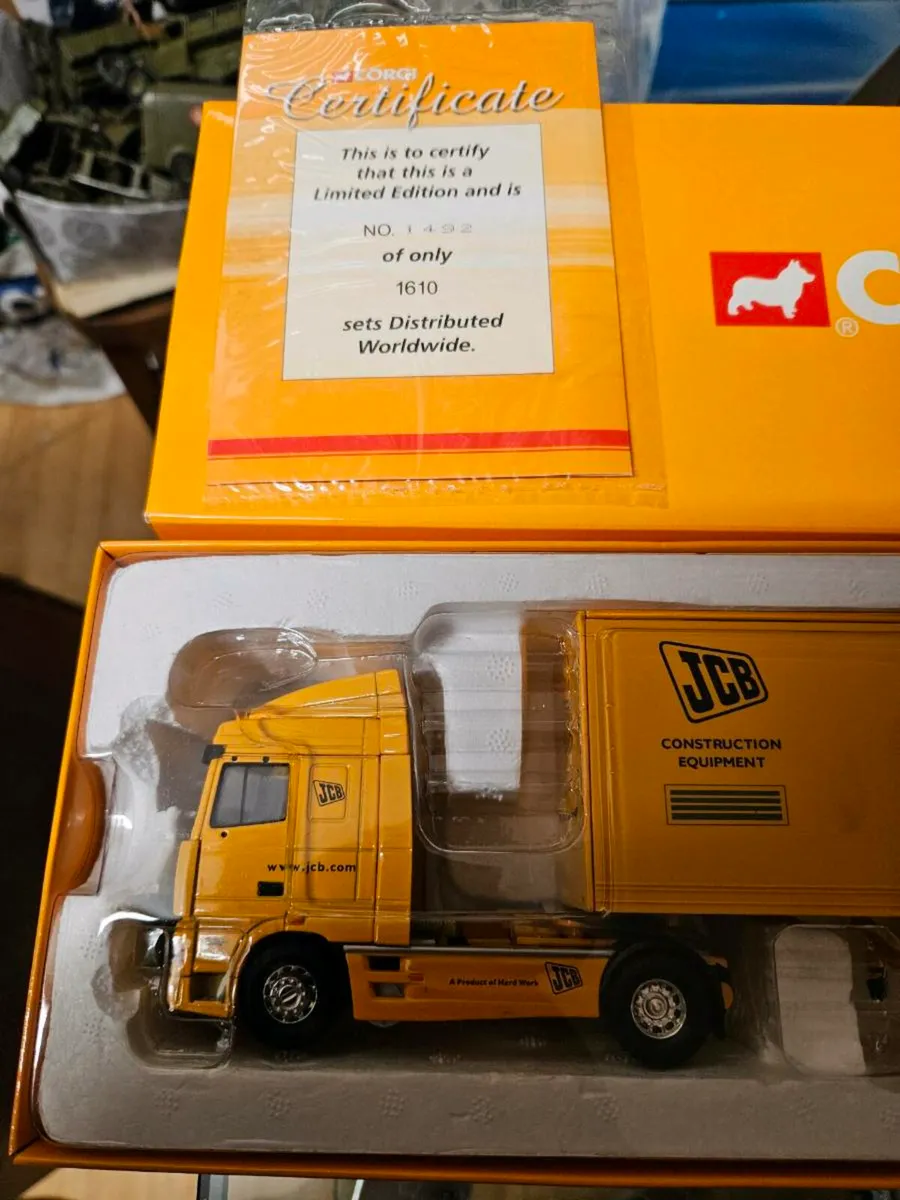 CORGI
Certificate
This is to certify
that this is a
Limited Edition and is
NO. 1492
of only
1610
sets Distributed
Worldwide.
C
®
JCB
CONSTRUCTION
EQUIPMENT
JCB
www.jcb.com
A Product of Hard Work
JCB